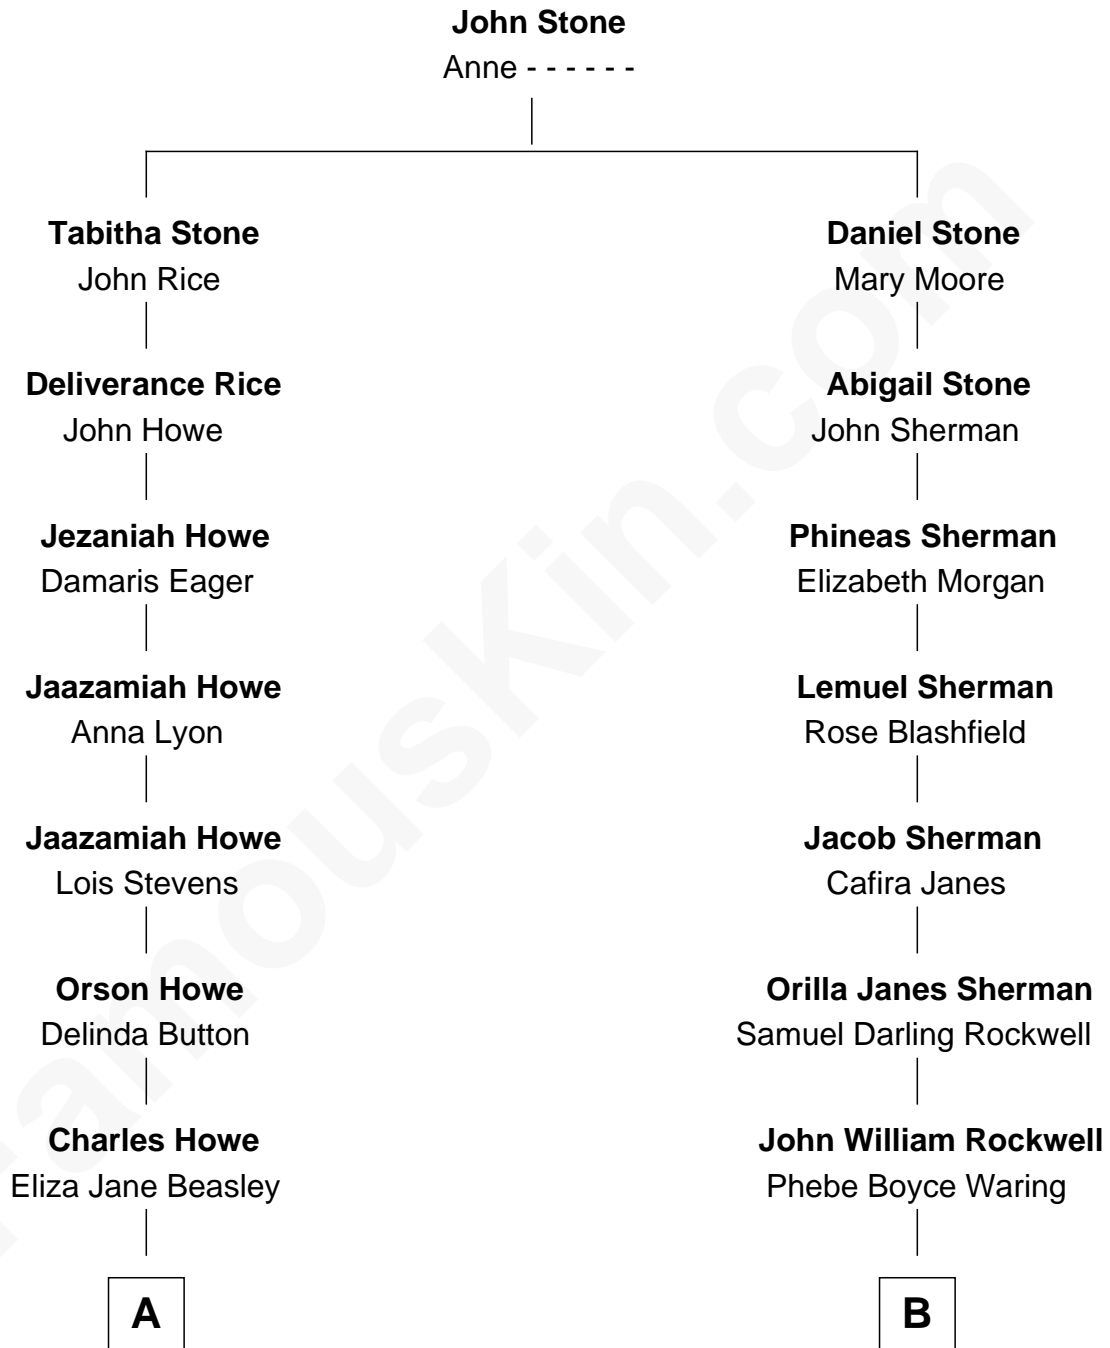 John Stone
Anne - - - - - -
Tabitha Stone
John Rice
Daniel Stone
Mary Moore
Deliverance Rice
John Howe
Abigail Stone
John Sherman
Jezaniah Howe
Damaris Eager
Phineas Sherman
Elizabeth Morgan
Jaazamiah Howe
Anna Lyon
Lemuel Sherman
Rose Blashfield
Jaazamiah Howe
Lois Stevens
Jacob Sherman
Cafira Janes
Orson Howe
Delinda Button
Orilla Janes Sherman
Samuel Darling Rockwell
Charles Howe
Eliza Jane Beasley
John William Rockwell
Phebe Boyce Waring
A
B
FamousKin.com